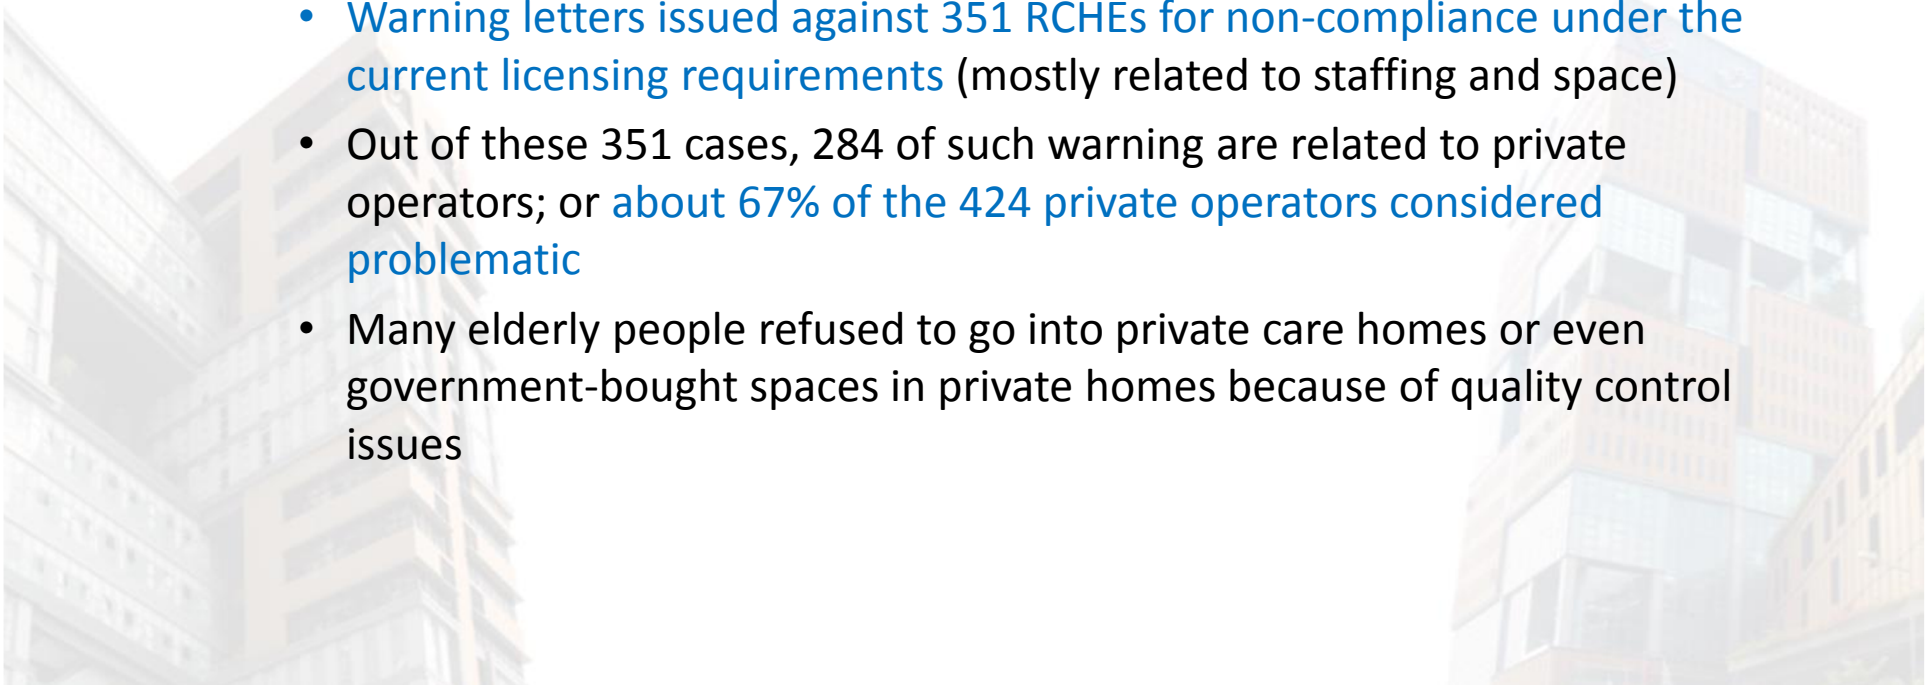 • Warning letters issued against 351 RCHEs for non-compliance under the
current licensing requirements (mostly related to staffing and space)
• Out of these 351 cases, 284 of such warning are related to private
operators; or about 67% of the 424 private operators considered
problematic
• Many elderly people refused to go into private care homes or even
government-bought spaces in private homes because of quality control
issues